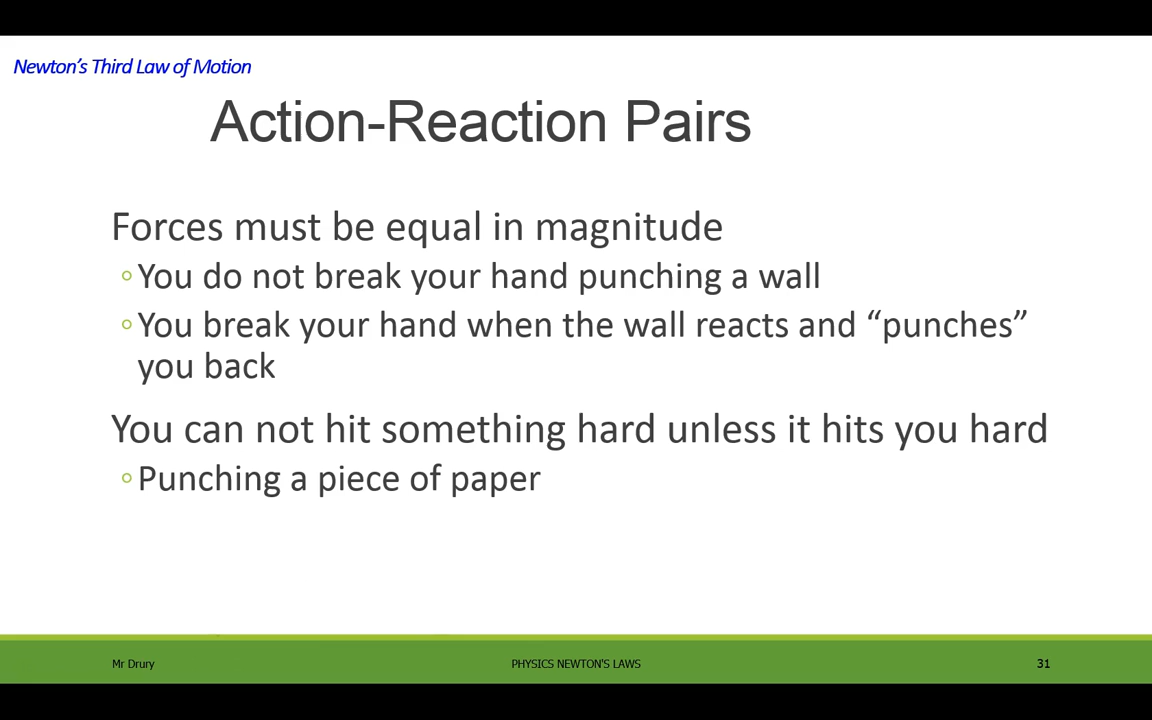 Newton's Third Law of Motion
Action-Reaction Pairs
Forces must be equal in magnitude
◦You do not break your hand punching a wall
◦You break your hand when the wall reacts and “punches”
you back
You can not hit something hard unless it hits you hard
◦Punching a piece of paper
Mr Drury
PHYSICS NEWTON'S LAWS
31